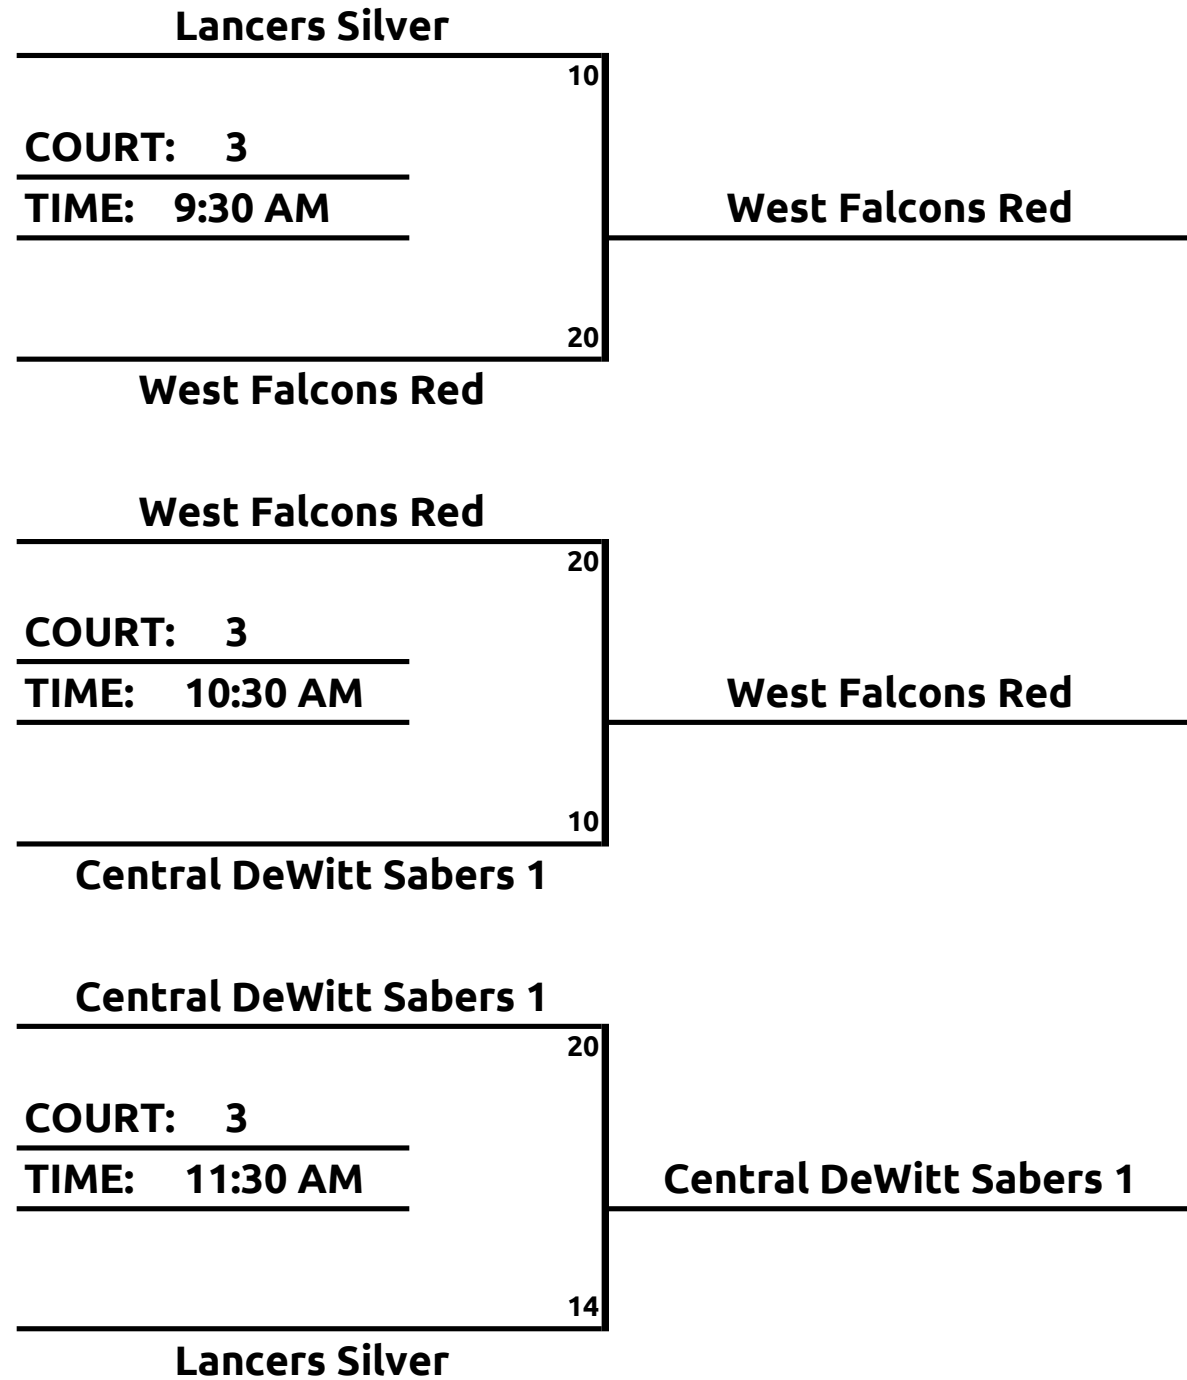 Lancers Silver
10
COURT: 3
TIME: 9:30 AM
West Falcons Red
20
West Falcons Red
West Falcons Red
20
COURT: 3
TIME: 10:30 AM
West Falcons Red
10
Central DeWitt Sabers 1
Central DeWitt Sabers 1
20
COURT: 3
TIME: 11:30 AM
Central DeWitt Sabers 1
14
Lancers Silver